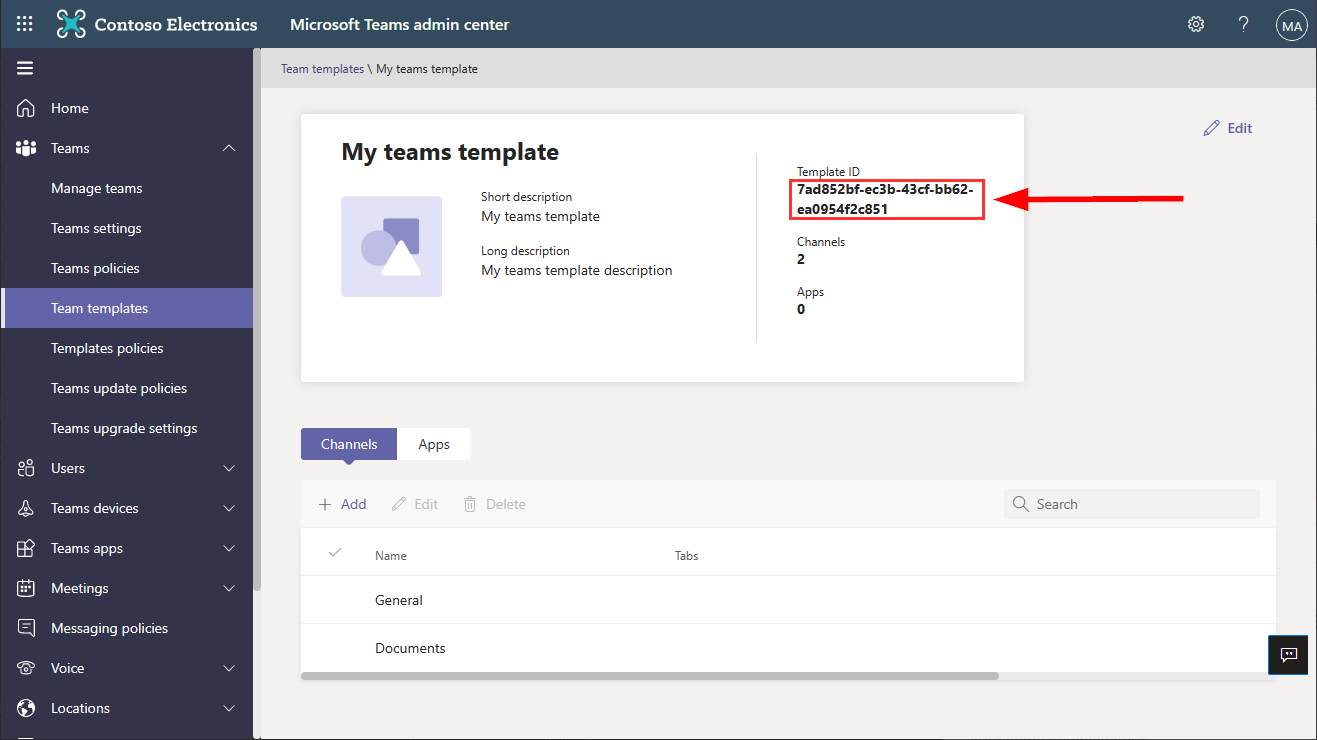 Contoso Electronics
Microsoft Teams admin center
?
MA
Team templates \ My teams template
Home
Teams
Manage teams
Teams settings
Teams policies
Team templates
Templates policies
Teams update policies
Teams upgrade settings
Users
Teams devices
Teams apps
Meetings
Messaging policies
Voice
Locations
Edit
My teams template
Short description
My teams template
Long description
My teams template description
Template ID
7ad852bf-ec3b-43cf-bb62-
ea0954f2c851
Channels
2
Apps
0
Channels
Apps
Add
Edit
Delete
Search
Name
Tabs
General
Documents